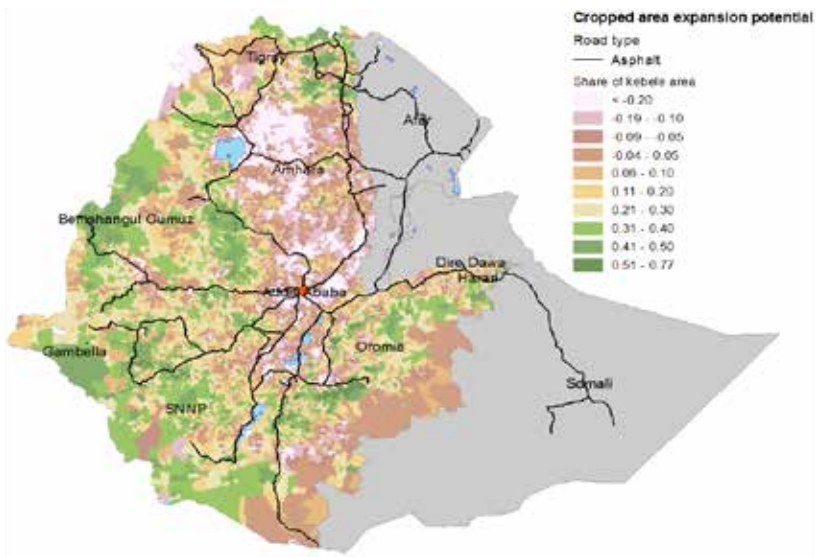 Cropped area expansion potential
Road type
Asphalt
Share of kebele area
< -0.20
-0.19 - -0.10
-0.09 - -0.05
-0.04 - 0.05
0.06 - 0.10
0.11 - 0.20
0.21 - 0.30
0.31 - 0.40
0.41 - 0.50
0.51 - 0.77
Tigray
Afar
Amhara
Benishangul Gumuz
Dire Dawa
Harari
Addis Ababa
Gambella
Oromia
Somali
SNNP